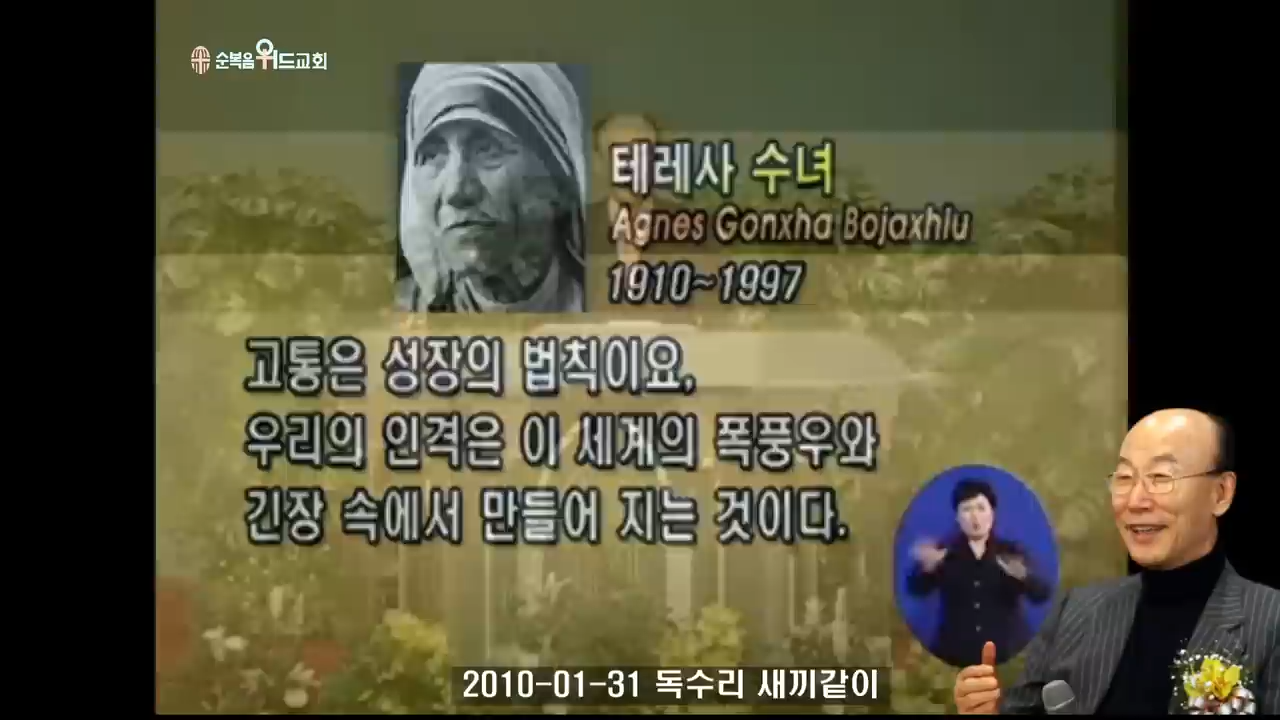 순복음워드교회
테레사 수녀
Agnes Gonxha Bojaxhiu
1910~1997
고통은 성장의 법칙이요,
우리의 인격은 이 세계의 폭풍우와
긴장 속에서 만들어 지는 것이다.
2010-01-31 독수리 새끼같이